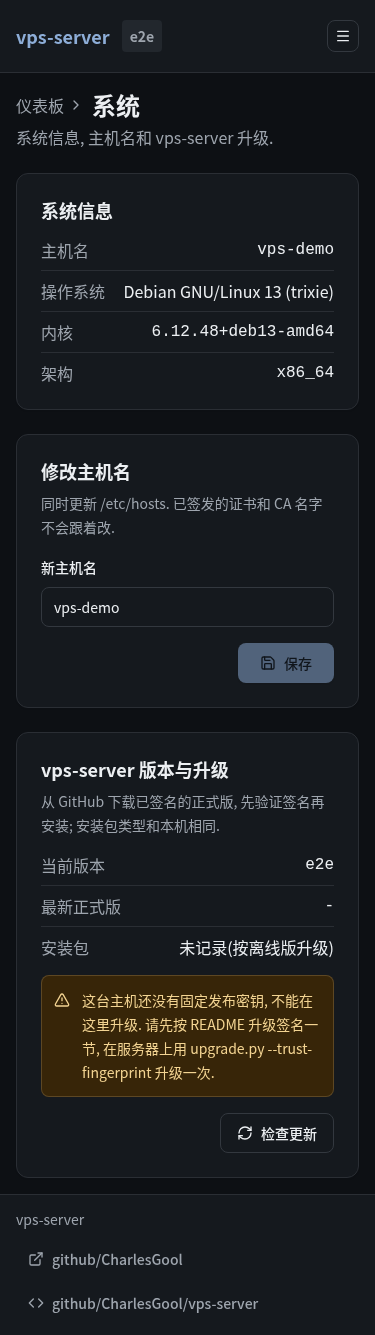 vps-server e2e
仪表板 > 系统
系统信息, 主机名和 vps-server 升级.
系统信息
主机名 vps-demo
操作系统 Debian GNU/Linux 13 (trixie)
内核 6.12.48+deb13-amd64
架构 x86_64
修改主机名
同时更新 /etc/hosts. 已签发的证书和 CA 名字
不会跟着改.
新主机名
vps-demo
保存
vps-server 版本与升级
从 GitHub 下载已签名的正式版, 先验证签名再
安装; 安装包类型和本机相同.
当前版本 e2e
最新正式版 -
安装包 未记录(按离线版升级)
这台主机还没有固定发布密钥, 不能在
这里升级. 请先按 README 升级签名一
节, 在服务器上用 upgrade.py --trust-
fingerprint 升级一次.
检查更新
vps-server
github/CharlesGool
github/CharlesGool/vps-server